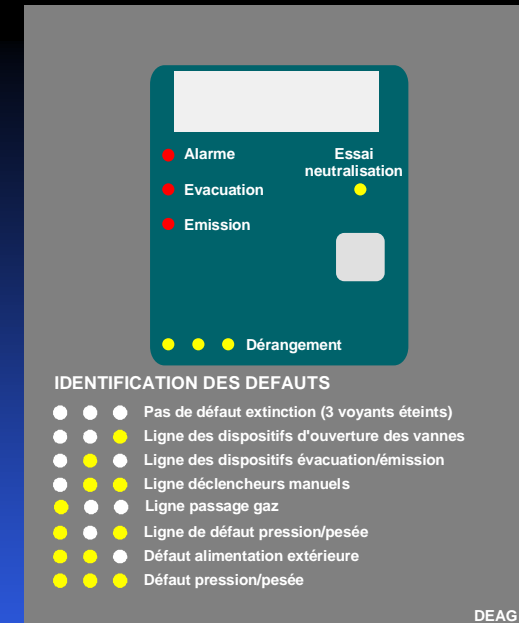 Alarme
Essai
neutralisation
Evacuation
Emission
Dérangement
IDENTIFICATION DES DEFAUTS
Pas de défaut extinction (3 voyants éteints)
Ligne des dispositifs d'ouverture des vannes
Ligne des dispositifs évacuation/émission
Ligne déclencheurs manuels
Ligne passage gaz
Ligne de défaut pression/pesée
Défaut alimentation extérieure
Défaut pression/pesée
DEAG